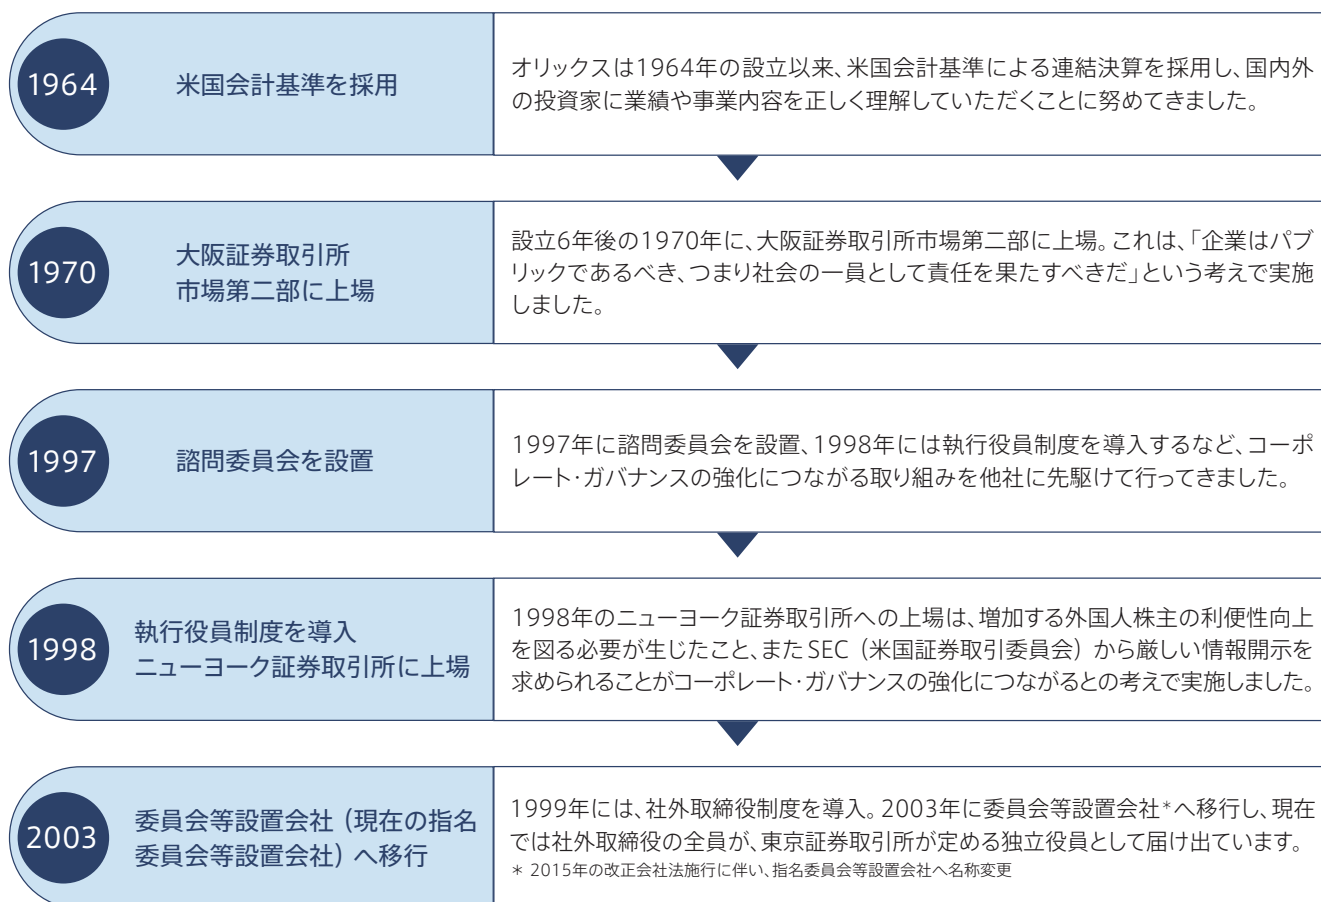 1964
米国会計基準を採用
オリックスは1964年の設立以来、米国会計基準による連結決算を採用し、国内外
の投資家に業績や事業内容を正しく理解していただくことに努めてきました。
1970
大阪証券取引所
市場第二部に上場
設立6年後の1970年に、大阪証券取引所市場第二部に上場。これは、「企業はパブ
リックであるべき、つまり社会の一員として責任を果たすべきだ」という考えで実施
しました。
1997
諮問委員会を設置
1997年に諮問委員会を設置、1998年には執行役員制度を導入するなど、コーポ
レート・ガバナンスの強化につながる取り組みを他社に先駆けて行ってきました。
1998
執行役員制度を導入
ニューヨーク証券取引所に上場
1998年のニューヨーク証券取引所への上場は、増加する外国人株主の利便性向上
を図る必要が生じたこと、またSEC（米国証券取引委員会）から厳しい情報開示を
求められることがコーポレート・ガバナンスの強化につながるとの考えで実施しました。
2003
委員会等設置会社（現在の指名
委員会等設置会社）へ移行
1999年には、社外取締役制度を導入。2003年に委員会等設置会社*へ移行し、現在
では社外取締役の全員が、東京証券取引所が定める独立役員として届け出ています。
* 2015年の改正会社法施行に伴い、指名委員会等設置会社へ名称変更